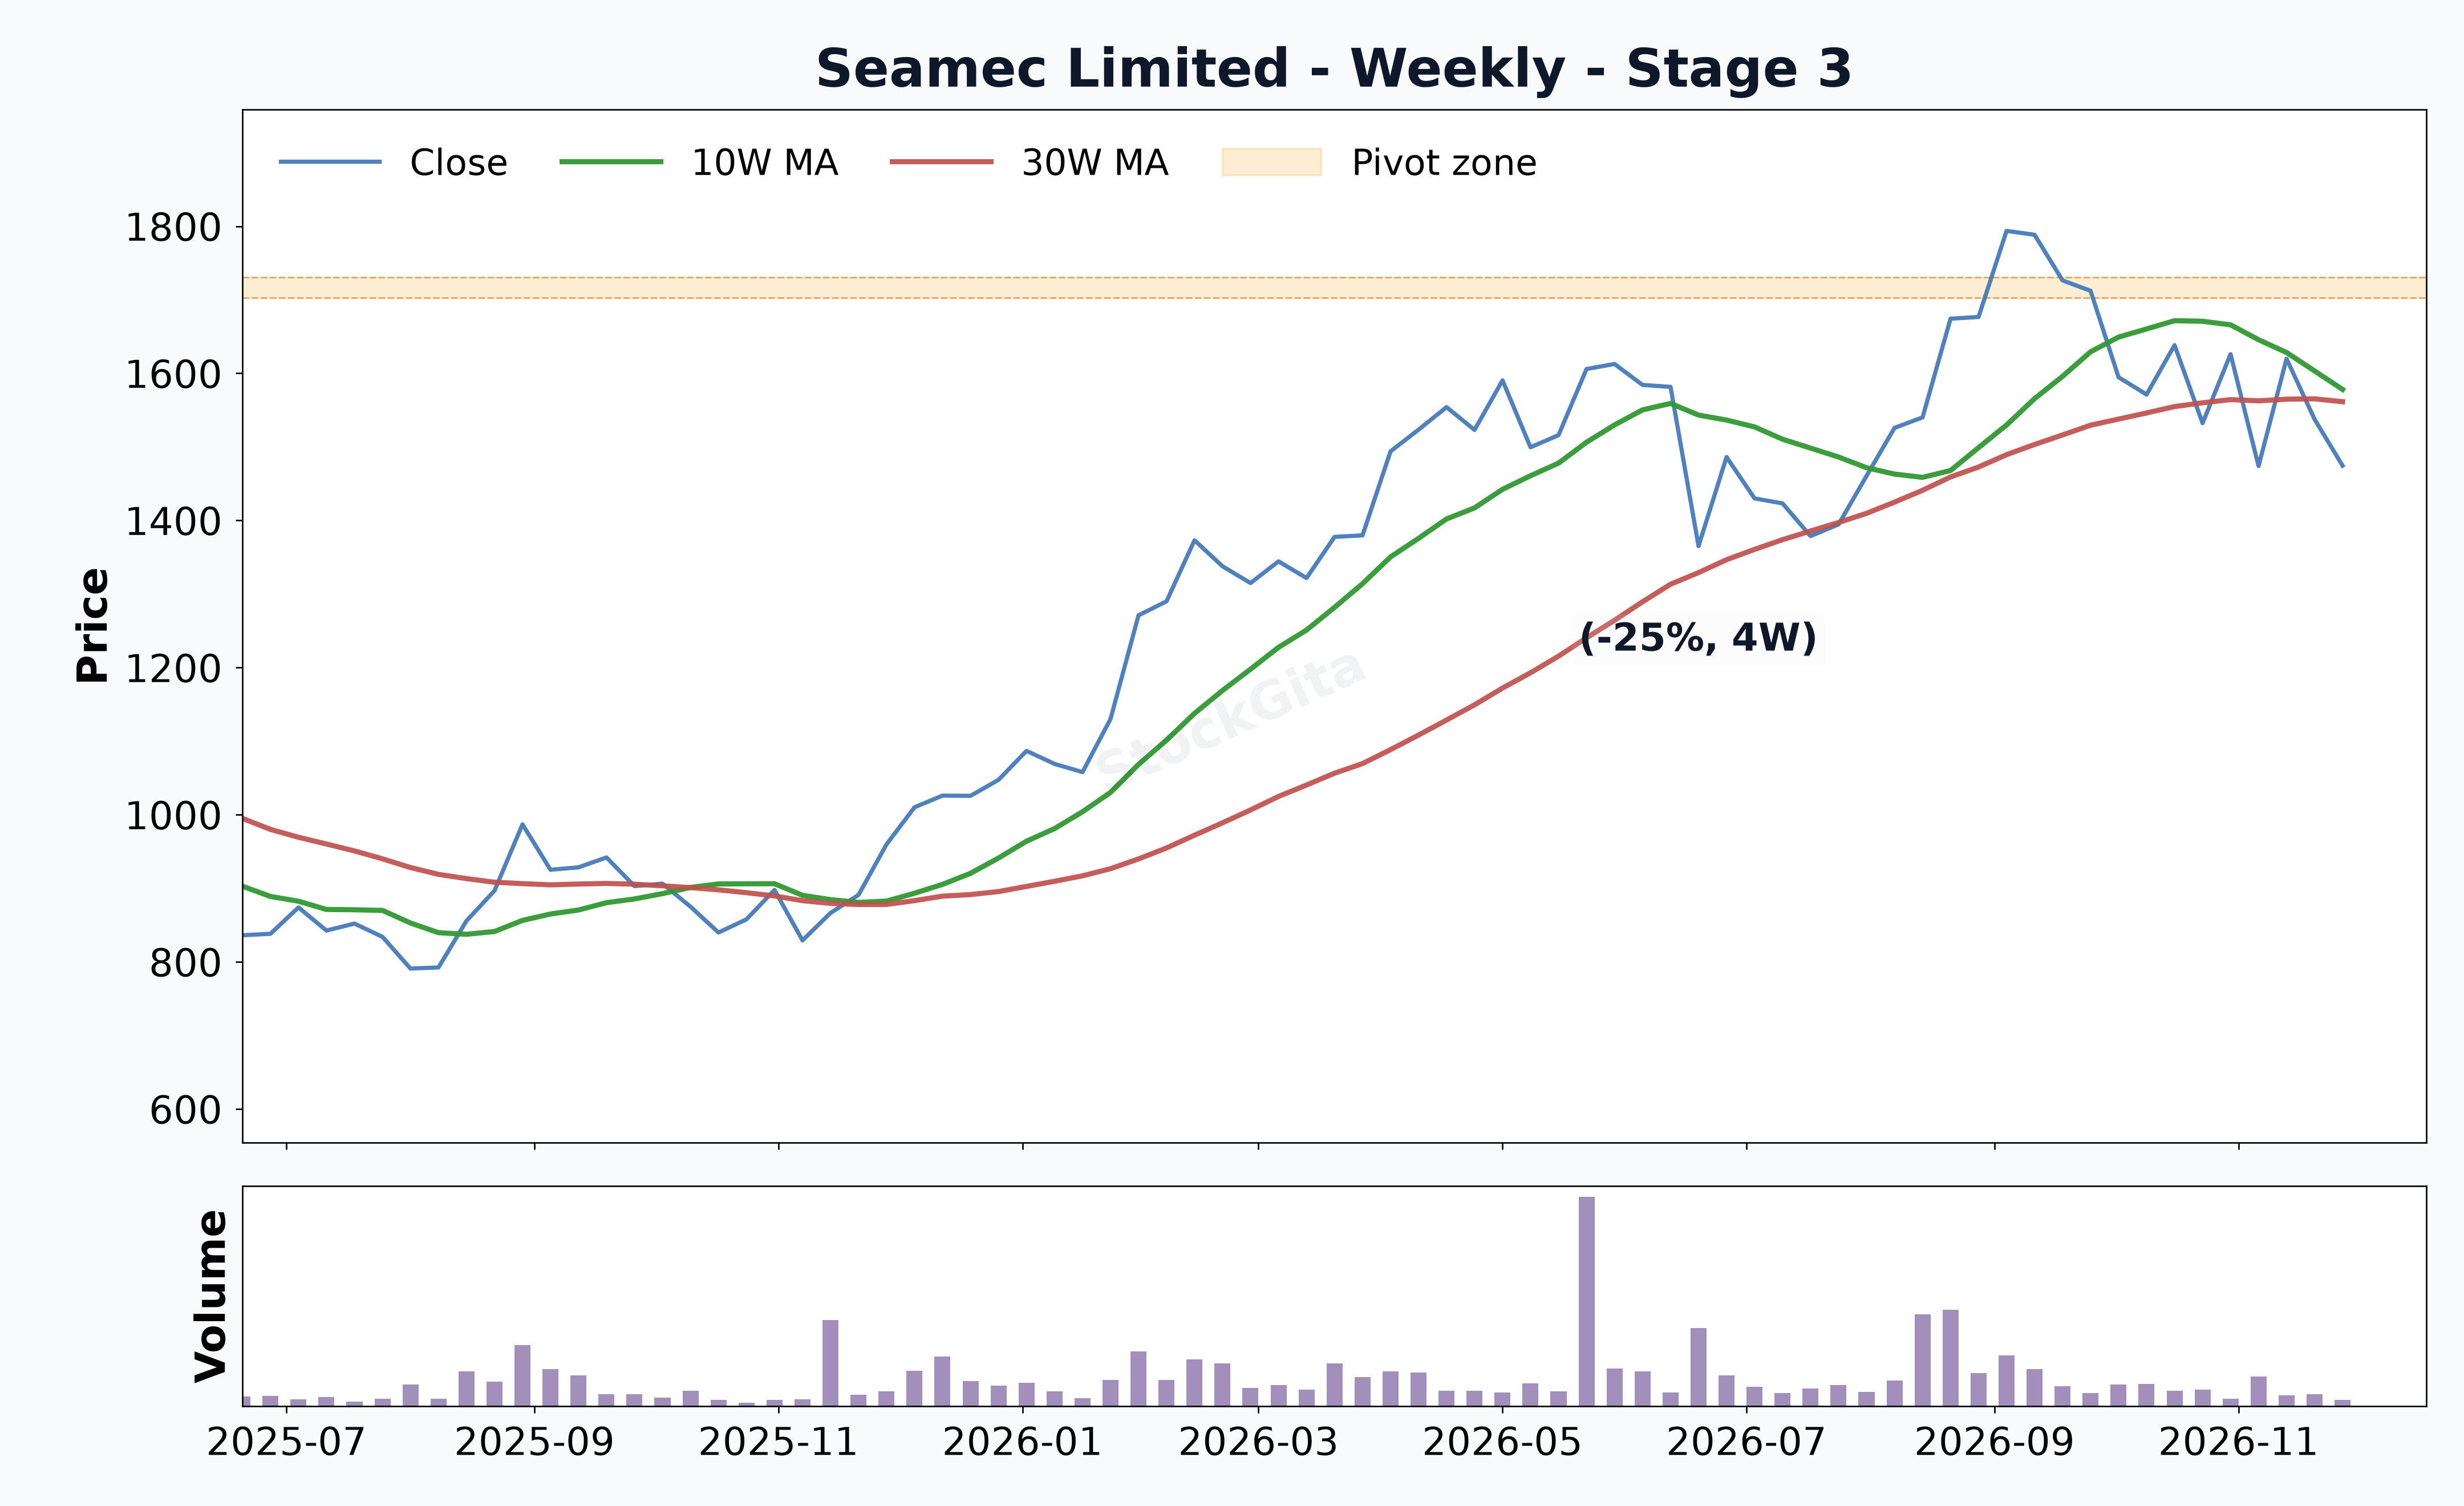 Seamec Limited - Weekly - Stage 3
Close 10W MA 30W MA Pivot zone
1800
1600
1400
1200
1000
800
600
Price
(-25%, 4W)
StockGita
Volume
2025-07 2025-09 2025-11 2026-01 2026-03 2026-05 2026-07 2026-09 2026-11